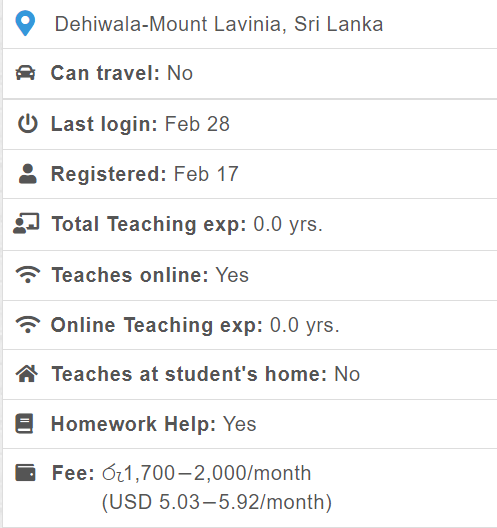 Dehiwala-Mount Lavinia, Sri Lanka
Can travel: No
Last login: Feb 28
Registered: Feb 17
Total Teaching exp: 0.0 yrs.
Teaches online: Yes
Online Teaching exp: 0.0 yrs.
Teaches at student's home: No
Homework Help: Yes
Fee: රු1,700–2,000/month
(USD 5.03–5.92/month)